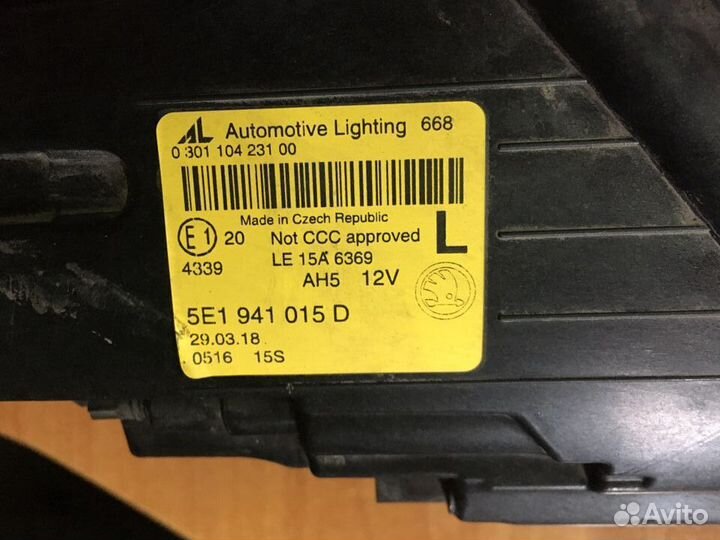 AL Automotive Lighting 668
0 301 104 231 00
Made in Czech Republic
E1 20 Not CCC approved L
4339 LE 15A 6369
AH5 12V
5E1 941 015 D
29.03.18
0516 15S
Avito